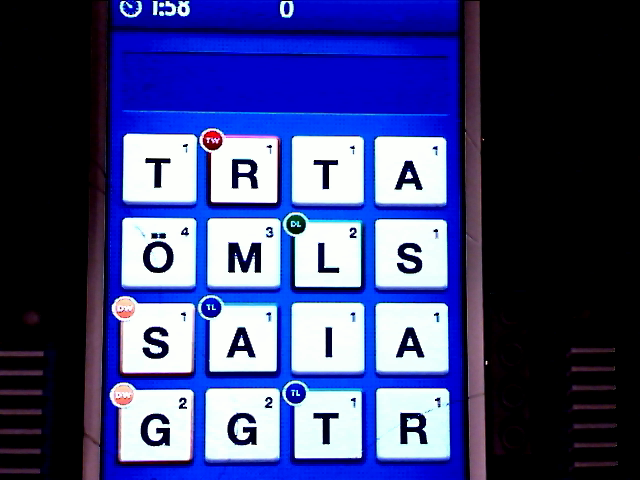 1:58 0
T 1 TW R 1 T 1 A 1
Ö 4 M 3 DL L 2 S 1
DW S 1 TL A 1 I 1 A 1
DW G 2 G 2 TL T 1 R 1